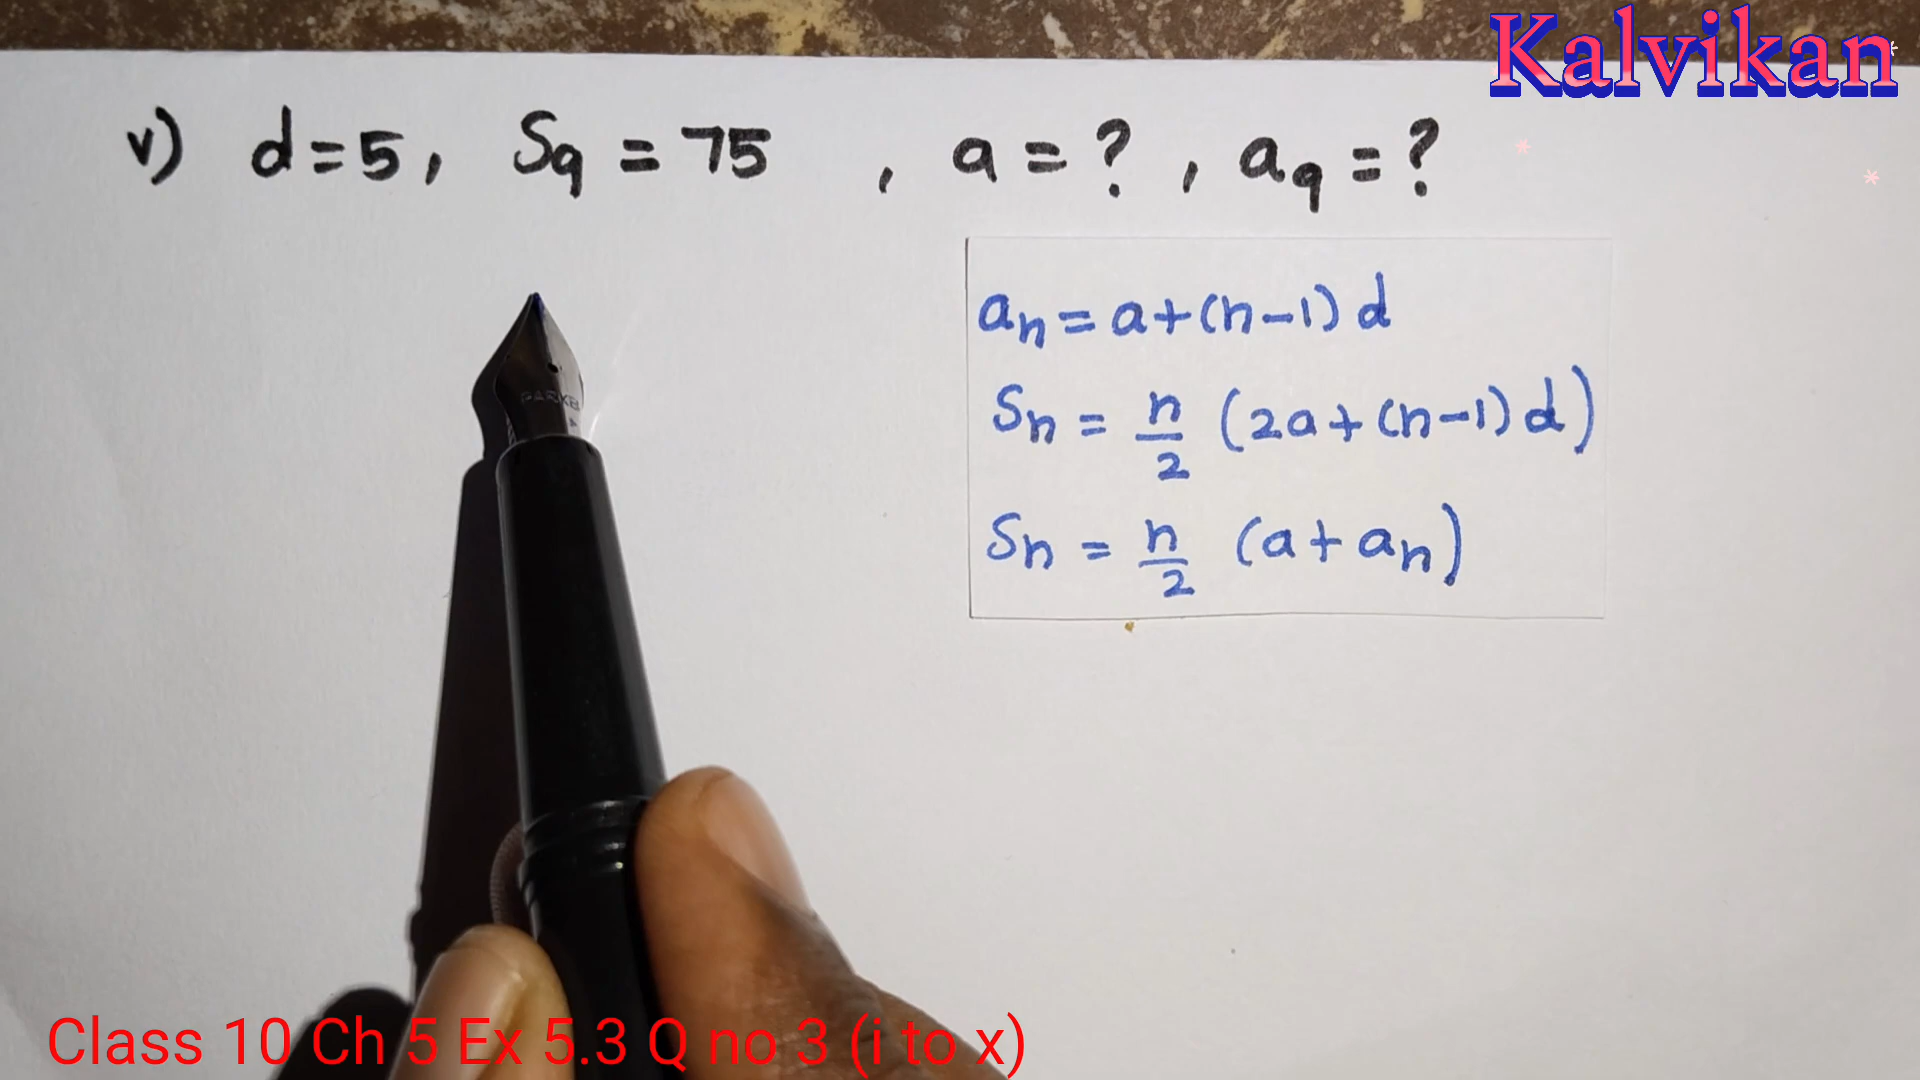 Kalvikan
v) d=5, S₉ = 75 , a = ? , a₉ = ?
aₙ = a+(n-1) d
Sₙ = n/2 (2a+(n-1) d)
Sₙ = n/2 (a + aₙ)
PARKER
Class 10 Ch 5 Ex 5.3 Q no 3 (i to x)